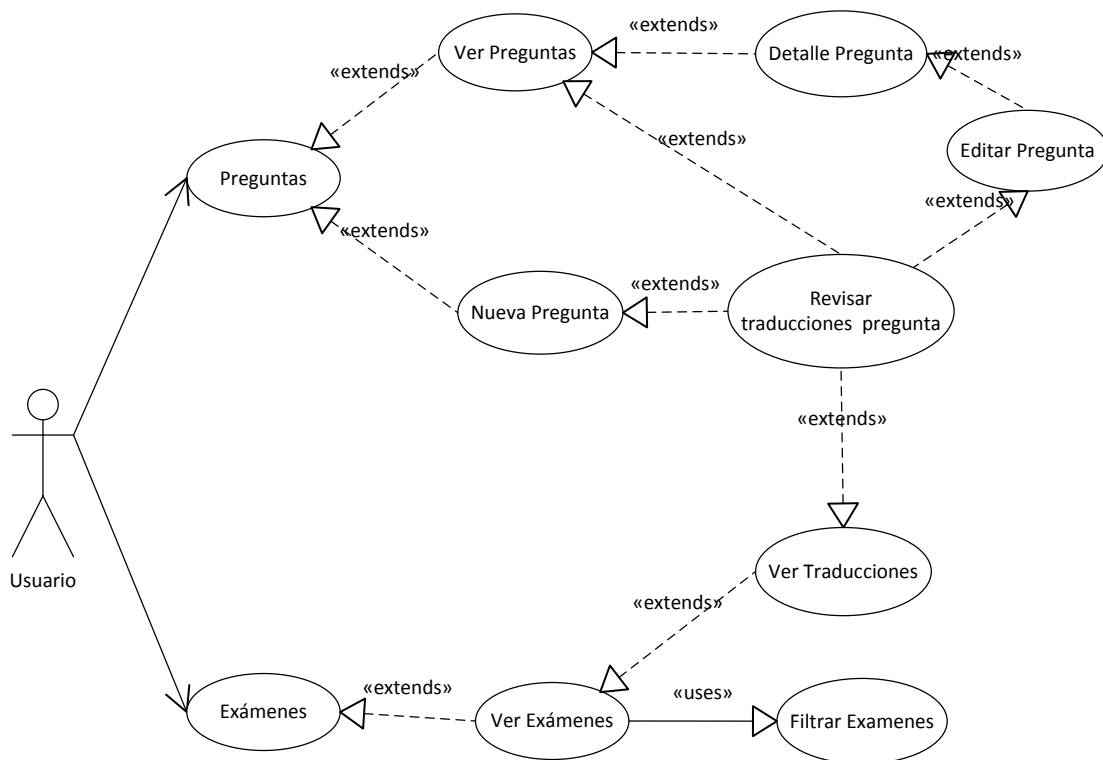 «extends»
Ver Preguntas
Detalle Pregunta
«extends»
«extends»
«extends»
Editar Pregunta
Preguntas
«extends»
«extends»
«extends»
Revisar
traducciones pregunta
Nueva Pregunta
«extends»
«extends»
Usuario
Ver Traducciones
«extends»
«extends»
«uses»
Exámenes
Ver Exámenes
Filtrar Examenes